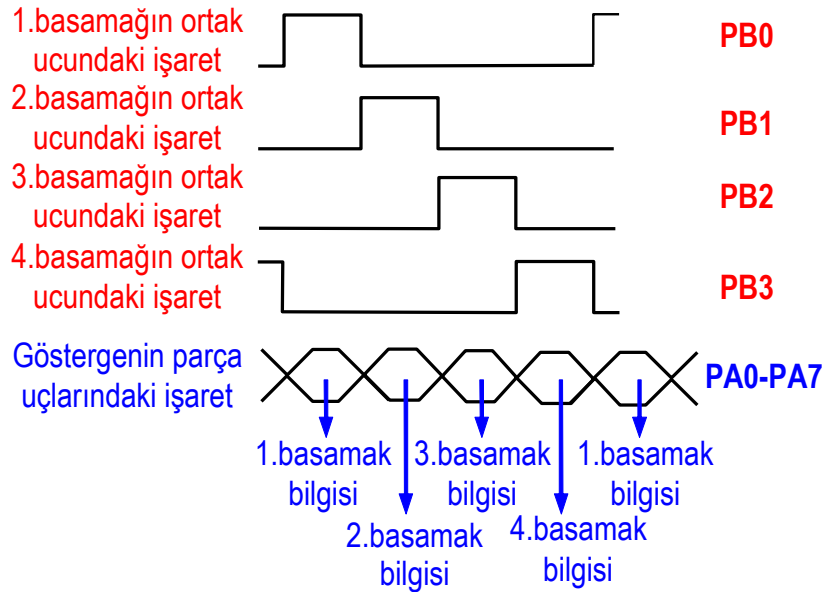 1.basamağın ortak
ucundaki işaret
PB0
2.basamağın ortak
ucundaki işaret
PB1
3.basamağın ortak
ucundaki işaret
PB2
4.basamağın ortak
ucundaki işaret
PB3
Göstergenin parça
uçlarındaki işaret
PA0-PA7
1.basamak
bilgisi
3.basamak
bilgisi
1.basamak
bilgisi
2.basamak
bilgisi
4.basamak
bilgisi